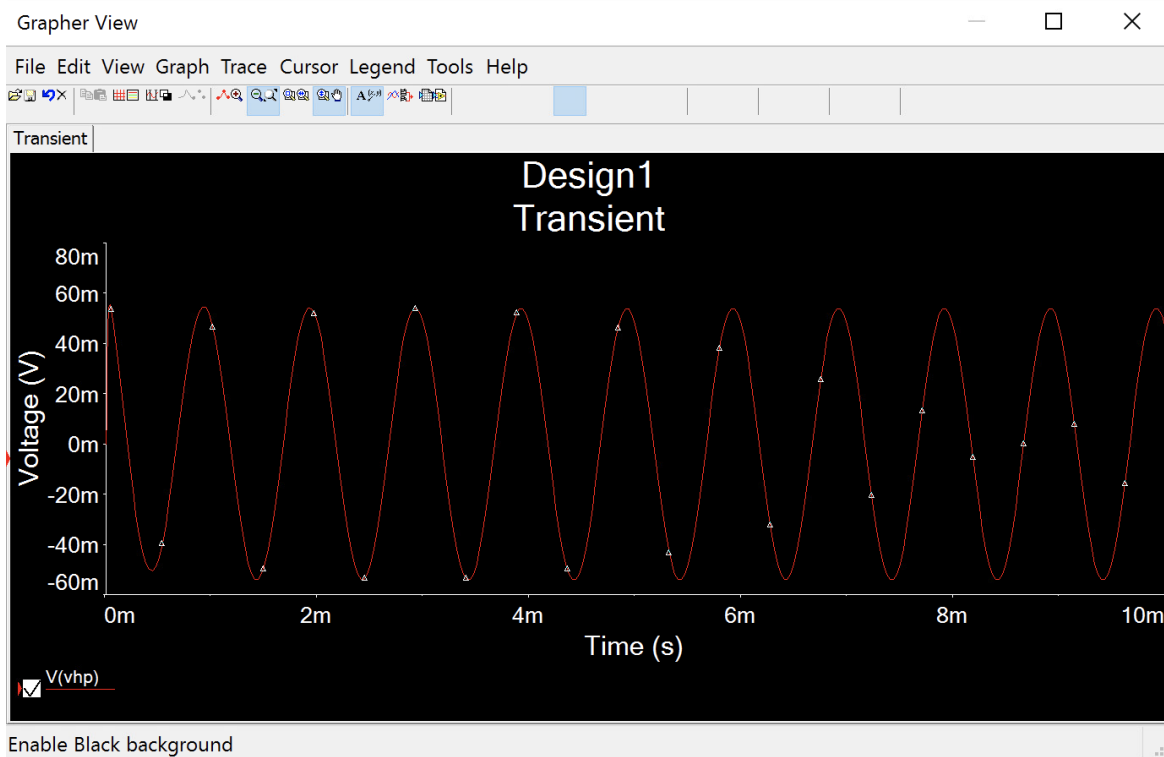 Grapher View
File Edit View Graph Trace Cursor Legend Tools Help
Transient
Design1
Transient
80m
60m
40m
20m
0m
-20m
-40m
-60m
Voltage (V)
0m 2m 4m 6m 8m 10m
Time (s)
V(vhp)
Enable Black background